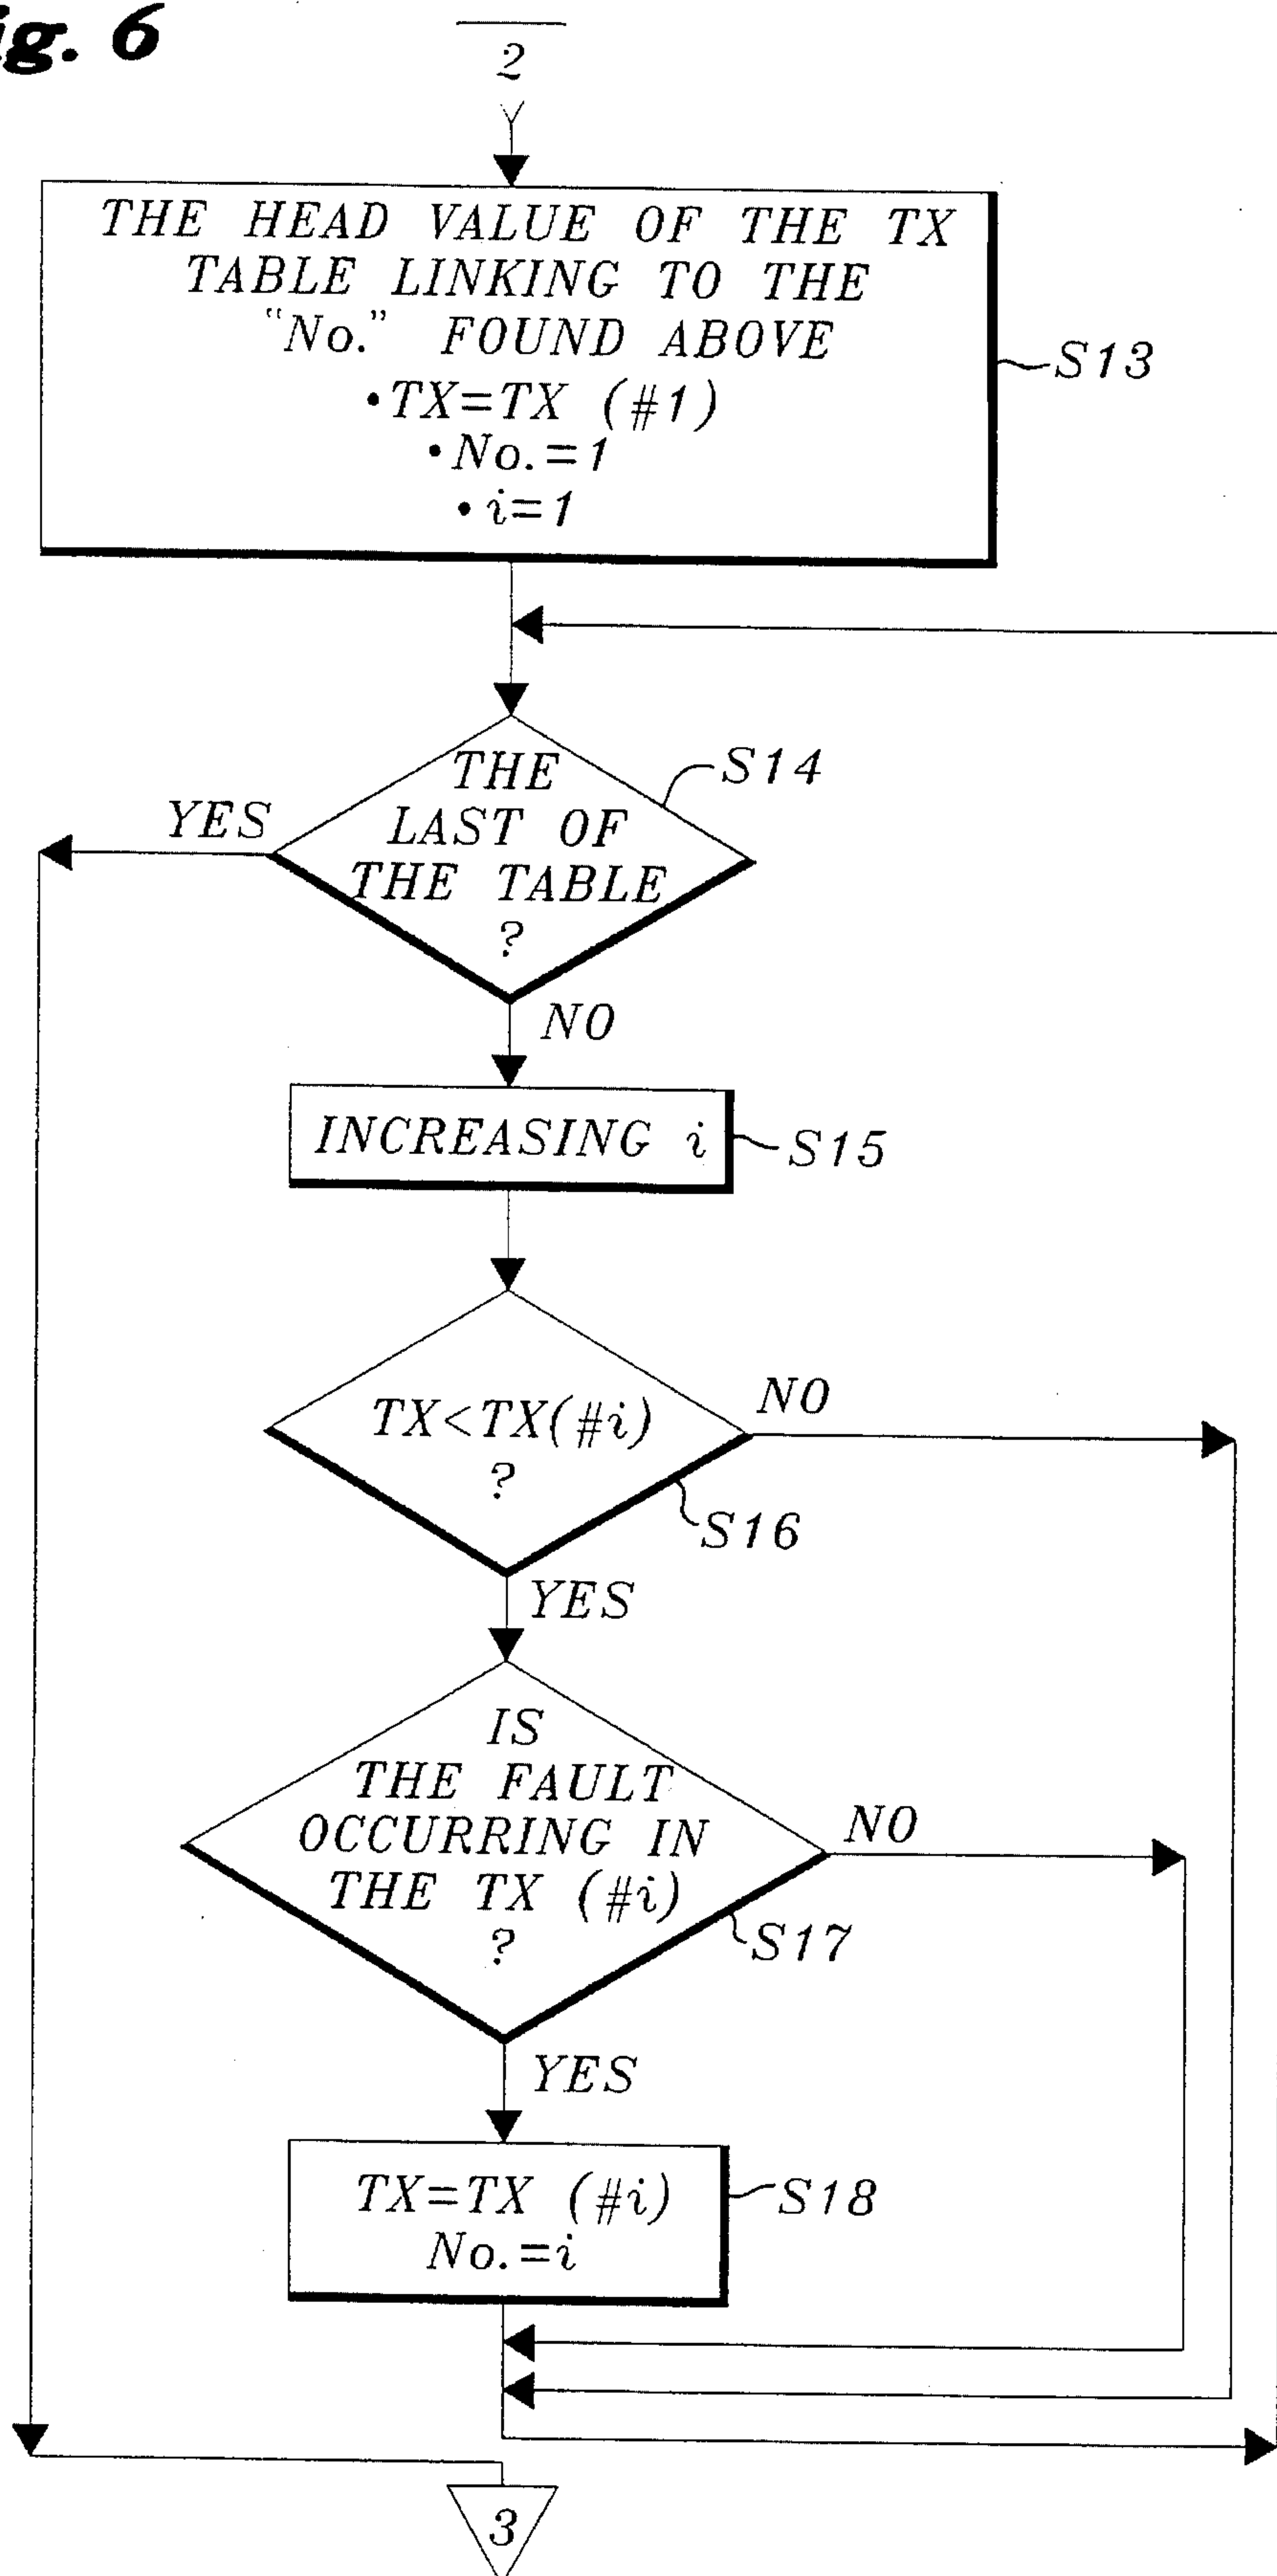 ig. 6
2
THE HEAD VALUE OF THE TX
TABLE LINKING TO THE
"No." FOUND ABOVE
•TX=TX (#1)
•No.=1
•i=1
S13
THE
LAST OF
THE TABLE
?
S14
YES
NO
INCREASING i
S15
TX<TX(#i)
?
NO
S16
YES
IS
THE FAULT
OCCURRING IN
THE TX (#i)
?
NO
S17
YES
TX=TX (#i)
No.=i
S18
3